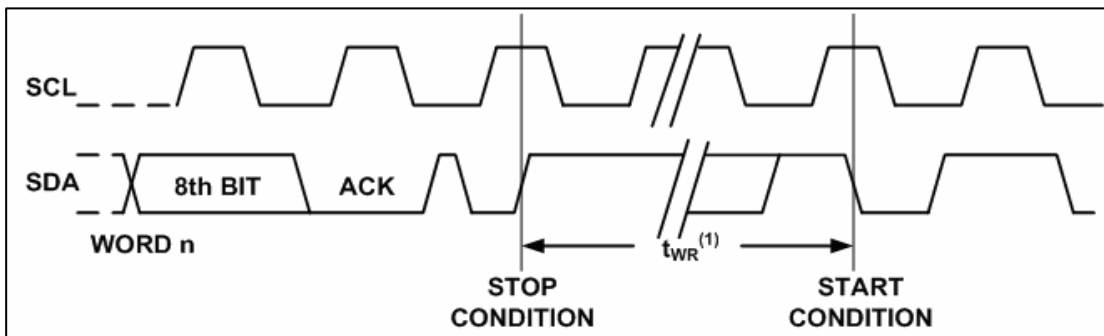 SCL
SDA
8th BIT
ACK
WORD n
tWR(1)
STOP
CONDITION
START
CONDITION